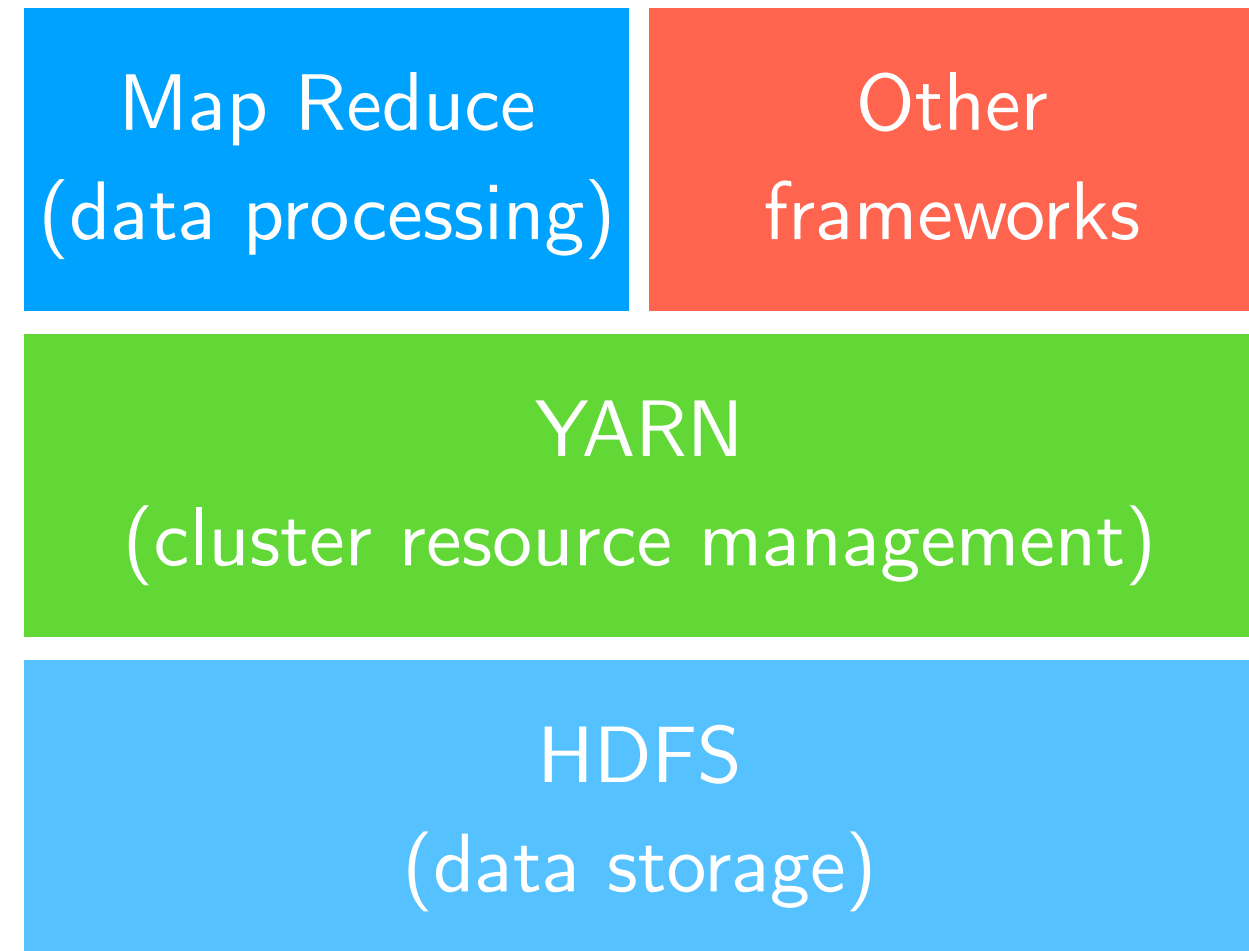 Map Reduce
(data processing)
Other
frameworks
YARN
(cluster resource management)
HDFS
(data storage)